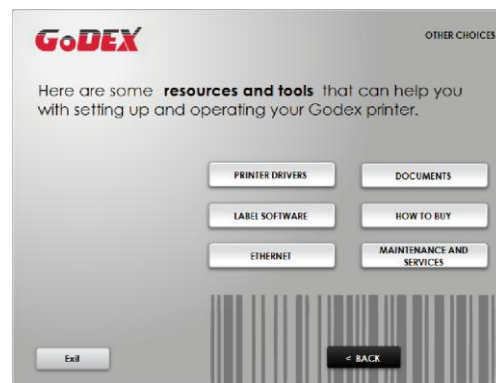 GoDEX
OTHER CHOICES
Here are some resources and tools that can help you
with setting up and operating your Godex printer.
PRINTER DRIVERS
DOCUMENTS
LABEL SOFTWARE
HOW TO BUY
ETHERNET
MAINTENANCE AND
SERVICES
Exit
< BACK